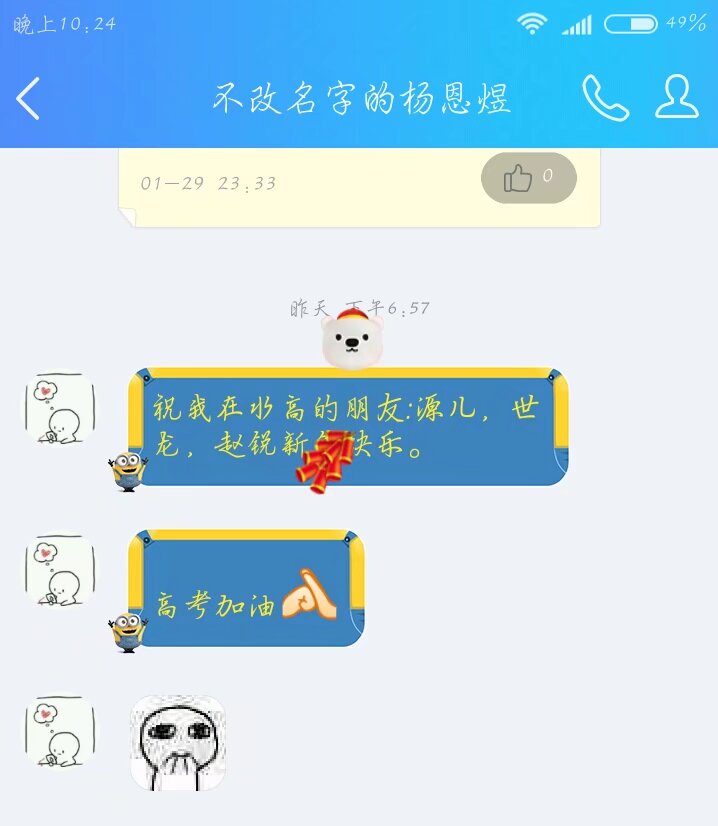 晚上10:24
49%
不改名字的杨恩煜
01-29 23:33
0
昨天 下午6:57
祝我在水高的朋友:源儿，世
龙，赵锐新年快乐。
高考加油